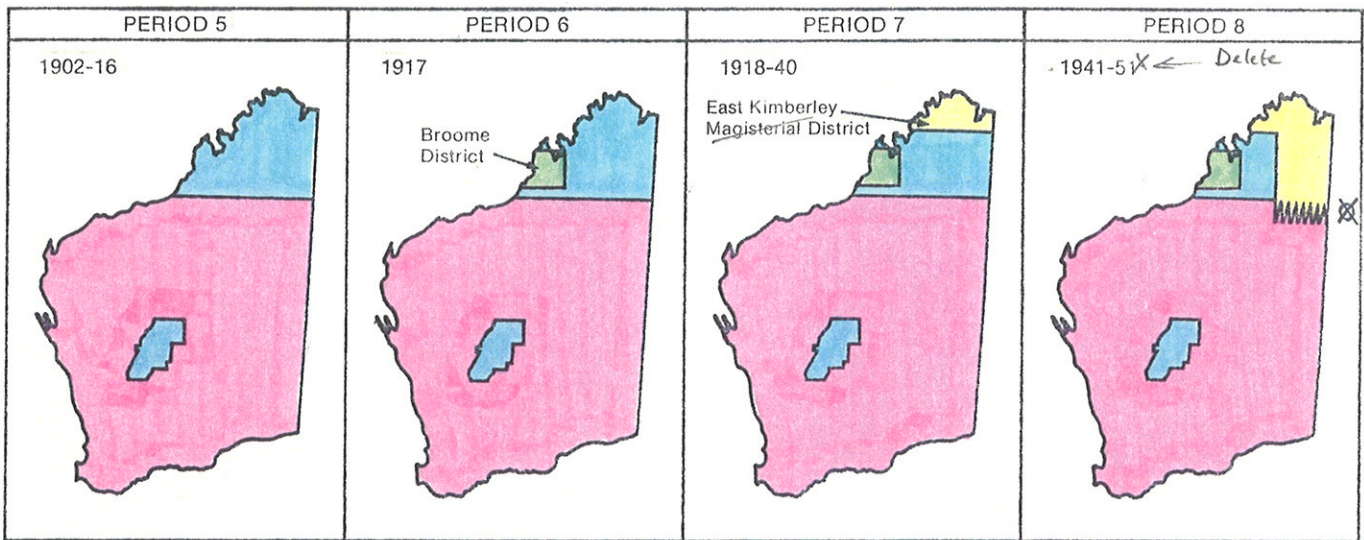 PERIOD 5
PERIOD 6
PERIOD 7
PERIOD 8
1902-16
1917
1918-40
1941-51X ← Delete
Broome
District
East Kimberley
Magisterial District